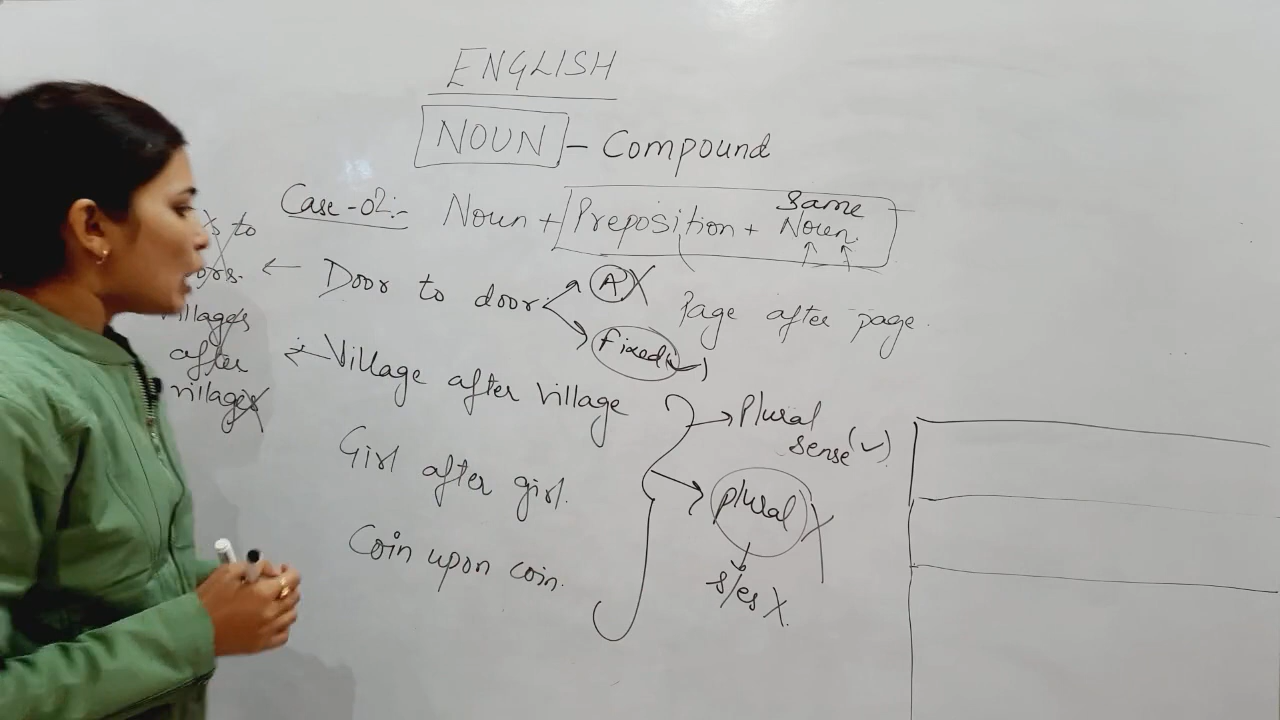 ENGLISH
NOUN - Compound
Case-02:- Noun + Preposition + Same Noun
to
← Door to door
A X
fixed (✓)
Page after page.
villages
after
villages
← Village after village
Girl after girl.
Coin upon coin.
→ Plural
sense (✓)
→ plural X
↓
s/es X.